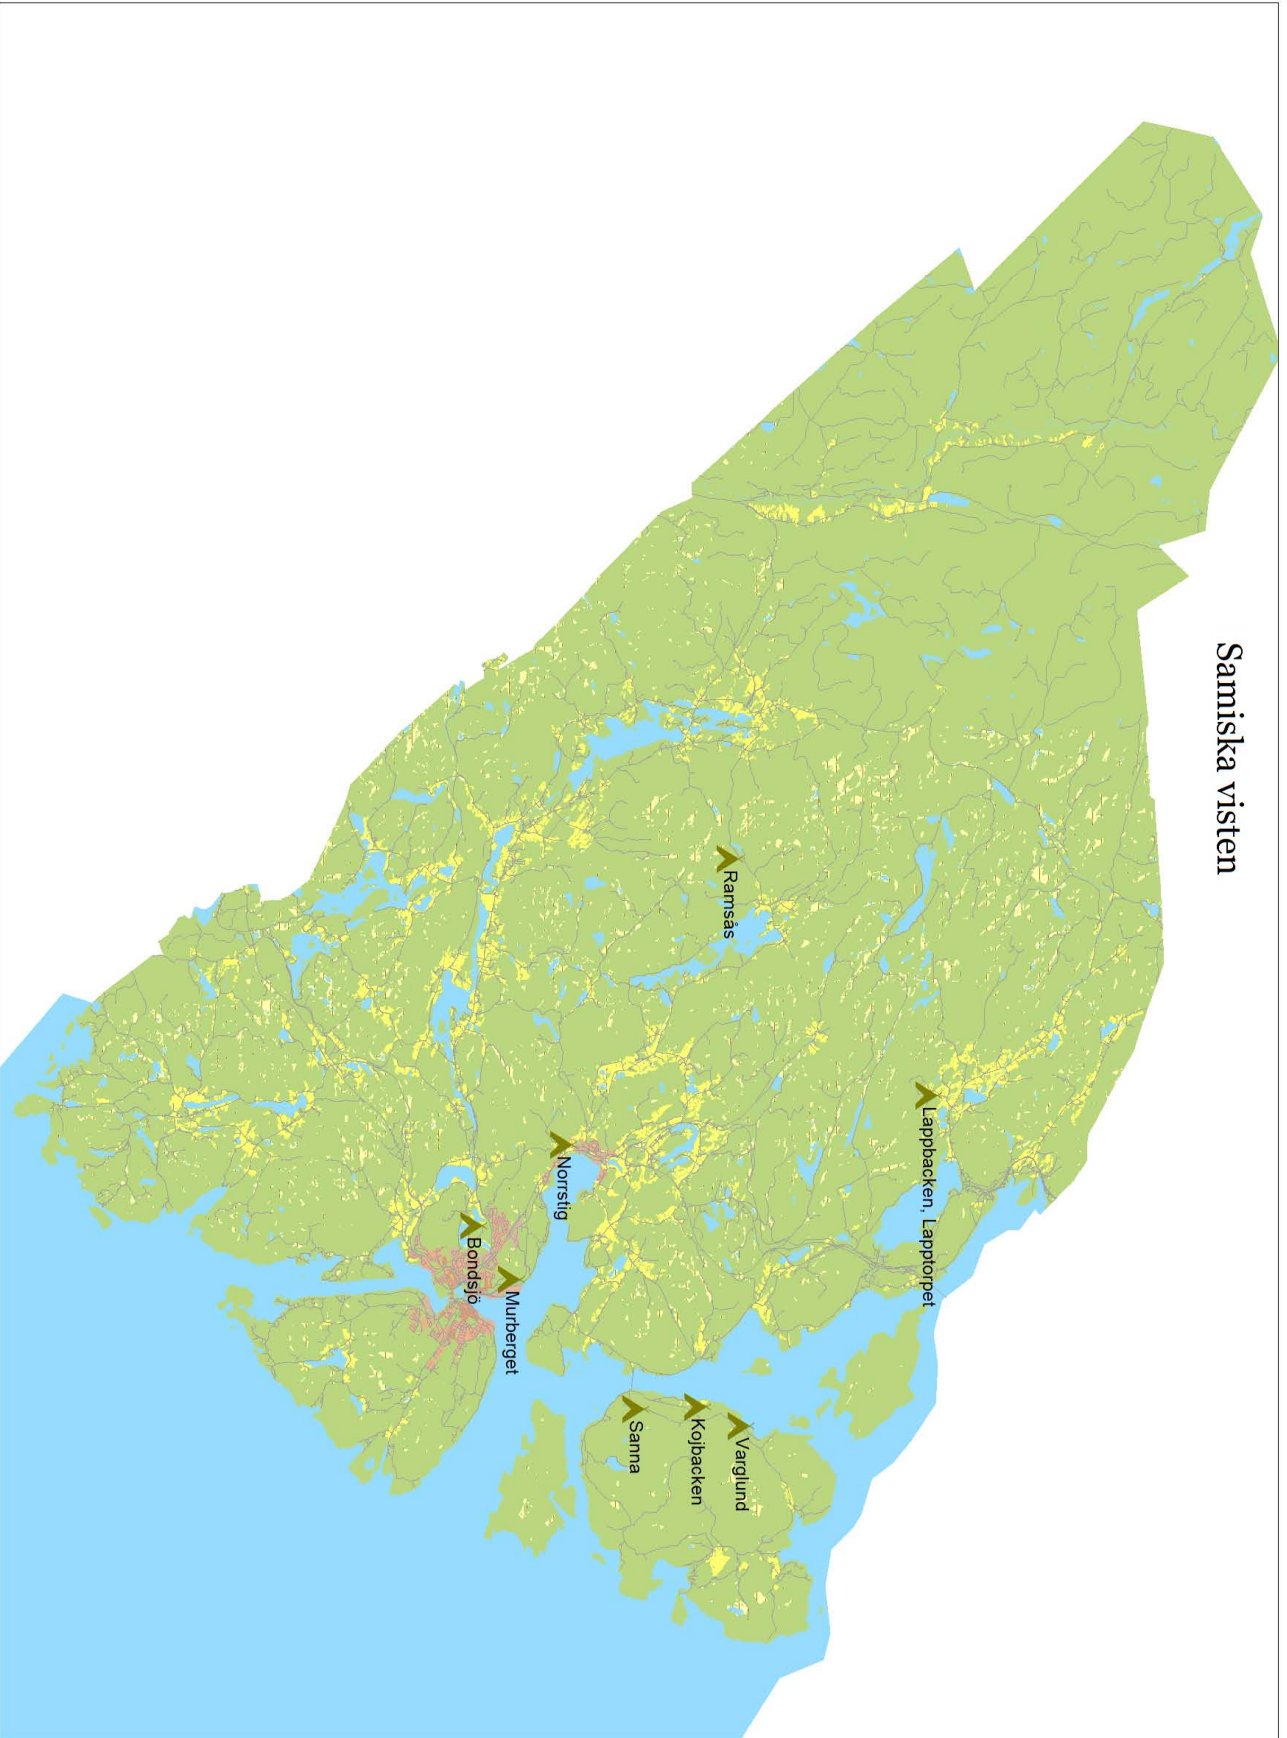 Samiska visten
Ramsås
Lappbacken, Lapptorpet
Norrstig
Bondsjö
Murberget
Sanna
Kojbacken
Varglund